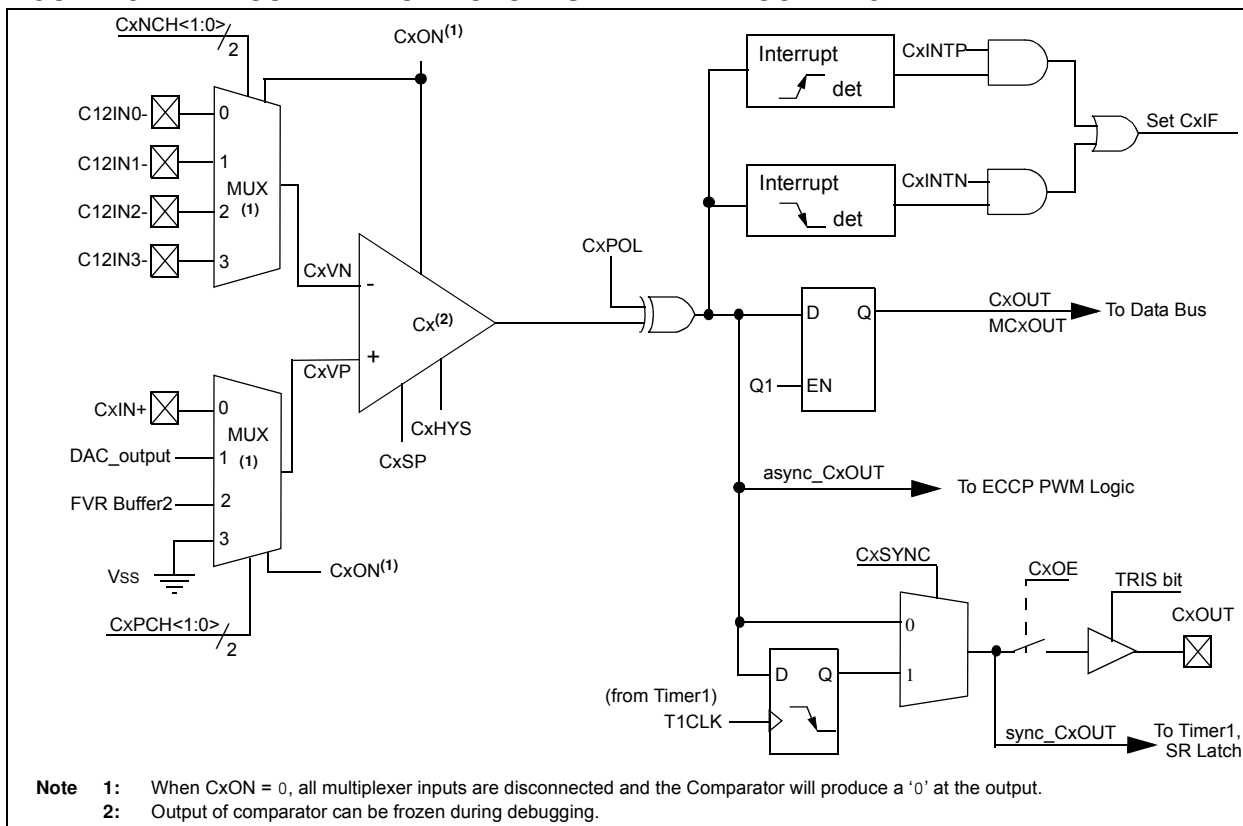 CxNCH<1:0>
2
CxON(1)
C12IN0-
0
C12IN1-
1
MUX
(1)
C12IN2-
2
C12IN3-
3
CxVN
-
Cx(2)
+
CxVP
CxIN+
0
MUX
(1)
DAC_output
1
FVR Buffer2
2
3
VSS
CxON(1)
CxPCH<1:0>
2
CxHYS
CxSP
CxPOL
Interrupt
det
CxINTP
Interrupt
det
CxINTN
Set CxIF
D
Q
Q1
EN
CxOUT
MCxOUT
To Data Bus
async_CxOUT
To ECCP PWM Logic
CxSYNC
0
1
D
Q
(from Timer1)
T1CLK
CxOE
TRIS bit
CxOUT
sync_CxOUT
To Timer1,
SR Latch
Note 1: When CxON = 0, all multiplexer inputs are disconnected and the Comparator will produce a ‘0’ at the output.
2: Output of comparator can be frozen during debugging.